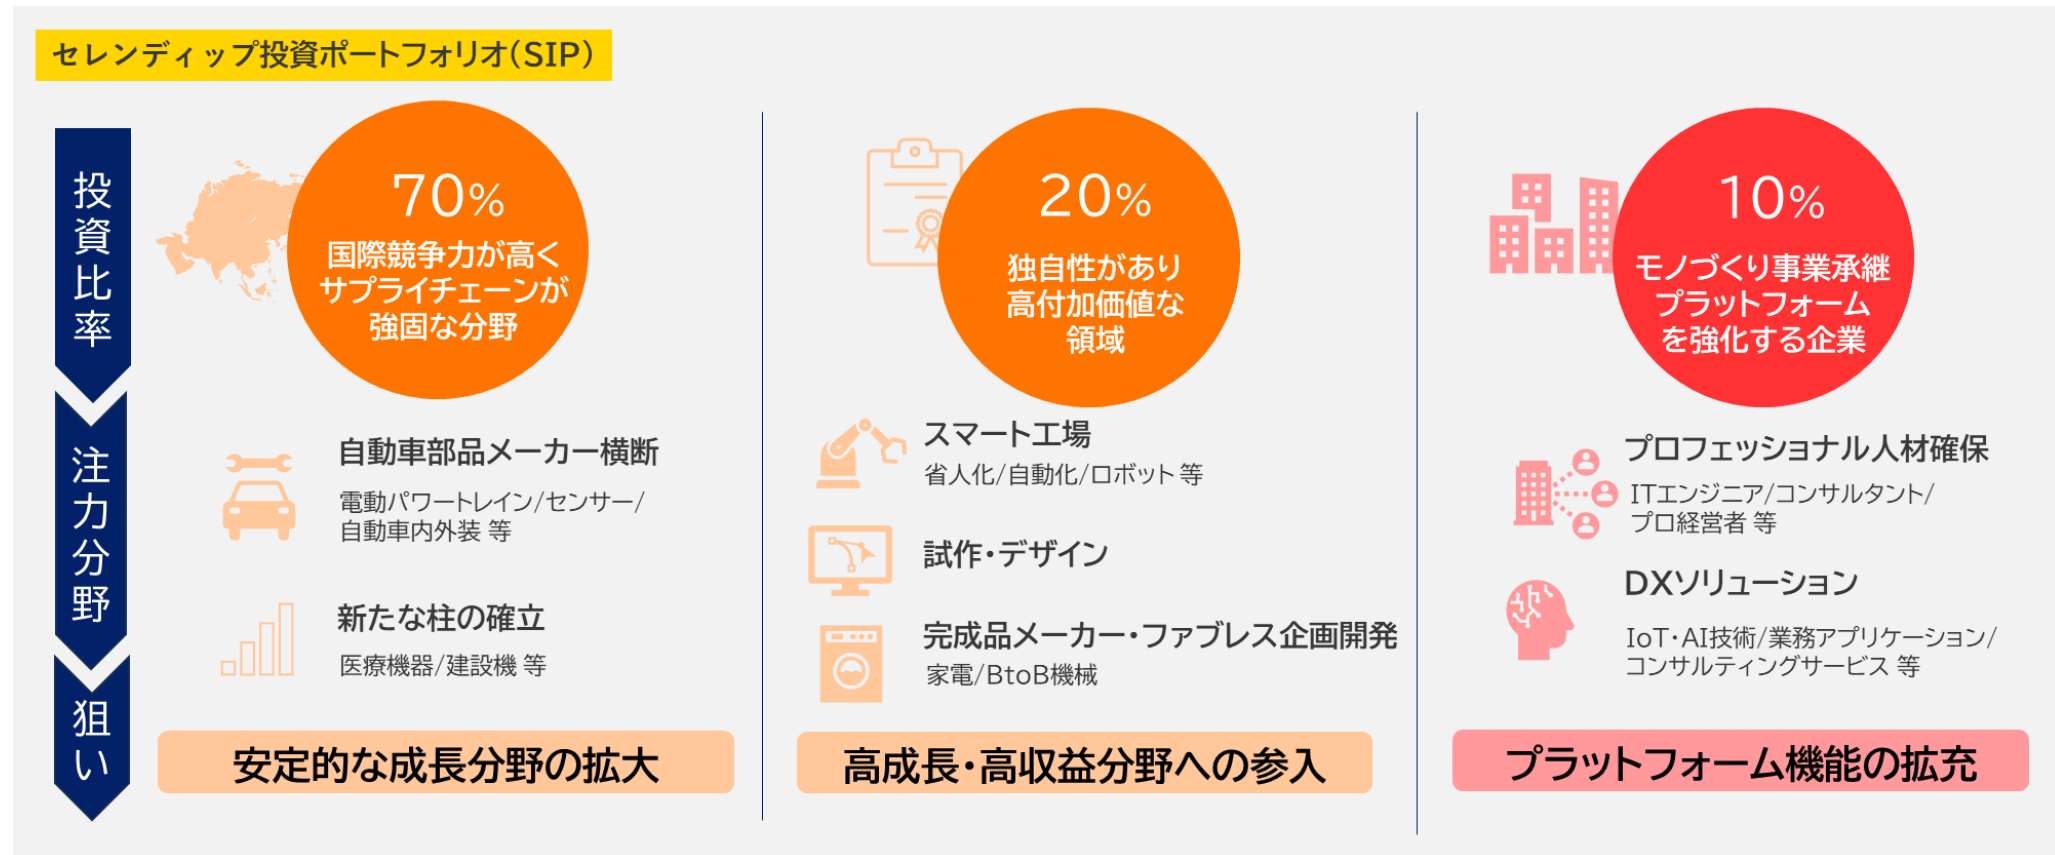 セレンディップ投資ポートフォリオ(SIP)
投資比率
70%
国際競争力が高く
サプライチェーンが
強固な分野
20%
独自性があり
高付加価値な
領域
10%
モノづくり事業承継
プラットフォーム
を強化する企業
注力分野
自動車部品メーカー横断
電動パワートレイン/センサー/
自動車内外装 等
新たな柱の確立
医療機器/建設機 等
スマート工場
省人化/自動化/ロボット 等
試作・デザイン
完成品メーカー・ファブレス企画開発
家電/BtoB機械
プロフェッショナル人材確保
ITエンジニア/コンサルタント/
プロ経営者 等
DXソリューション
IoT・AI技術/業務アプリケーション/
コンサルティングサービス 等
狙い
安定的な成長分野の拡大
高成長・高収益分野への参入
プラットフォーム機能の拡充